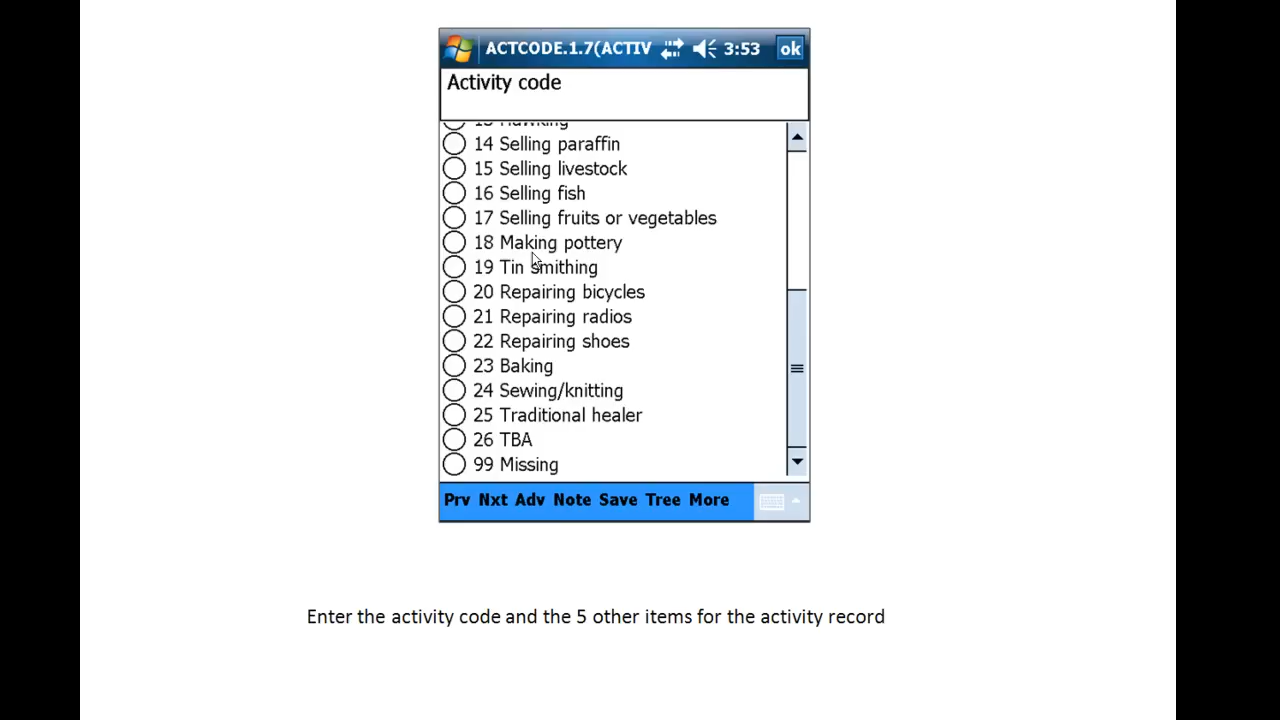 ACTCODE.1.7(ACTIV 3:53 ok
Activity code
13 Hawking
14 Selling paraffin
15 Selling livestock
16 Selling fish
17 Selling fruits or vegetables
18 Making pottery
19 Tin smithing
20 Repairing bicycles
21 Repairing radios
22 Repairing shoes
23 Baking
24 Sewing/knitting
25 Traditional healer
26 TBA
99 Missing
Prv Nxt Adv Note Save Tree More
Enter the activity code and the 5 other items for the activity record